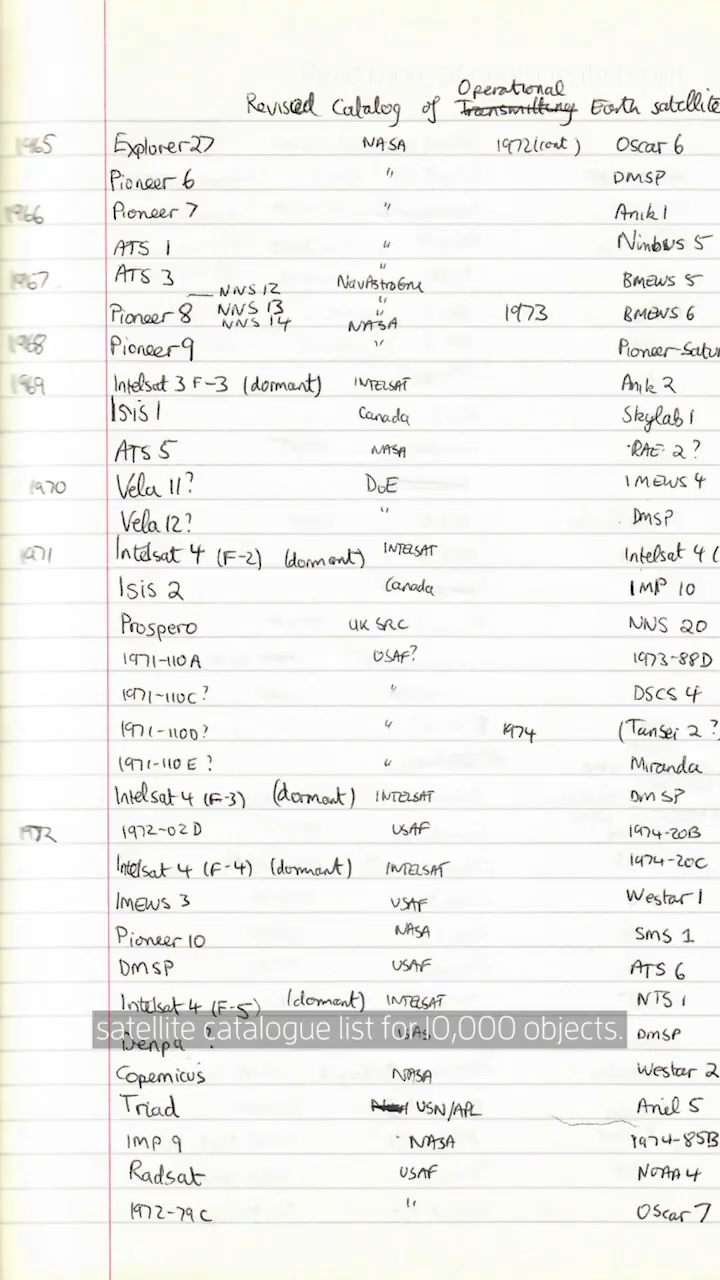 Revised Catalog of Operational Transmitting Earth satellite
1965 Explorer 27 NASA 1972 (cont) Oscar 6
Pioneer 6 " DMSP
1966 Pioneer 7 " Anik 1
ATS 1 " Nimbus 5
1967 ATS 3 " BMEWS 5
NNS 12 NavAstroGru
Pioneer 8 NNS 13 " 1973 BMEWS 6
NNS 14 "
NASA
1968 Pioneer 9 " Pioneer-Satur
1969 Intelsat 3 F-3 (dormant) INTELSAT Anik 2
Isis 1 Canada Skylab 1
ATS 5 NASA RAE 2?
1970 Vela 11? DoE IMEWS 4
Vela 12? " DMSP
1971 Intelsat 4 (F-2) (dormant) INTELSAT Intelsat 4 (
Isis 2 Canada IMP 10
Prospero UK SRC NNS 20
1971-110A USAF? 1973-88D
1971-110C? " DSCS 4
1971-110D? " 1974 (Tansei 2?
1971-110E? " Miranda
Intelsat 4 (F-3) (dormant) INTELSAT DMSP
1972 1972-02D USAF 1974-20B
Intelsat 4 (F-4) (dormant) INTELSAT 1974-20C
IMEWS 3 USAF Westar 1
Pioneer 10 NASA SMS 1
DMSP USAF ATS 6
Intelsat 4 (F-5) (dormant) INTELSAT NTS 1
satellite catalogue list for 10,000 objects.
Denpa ? DMSP
Copernicus NASA Westar 2
Triad USN/APL Ariel 5
IMP 9 NASA 1974-85B
Radsat USAF NOAA 4
1972-79C " Oscar 7